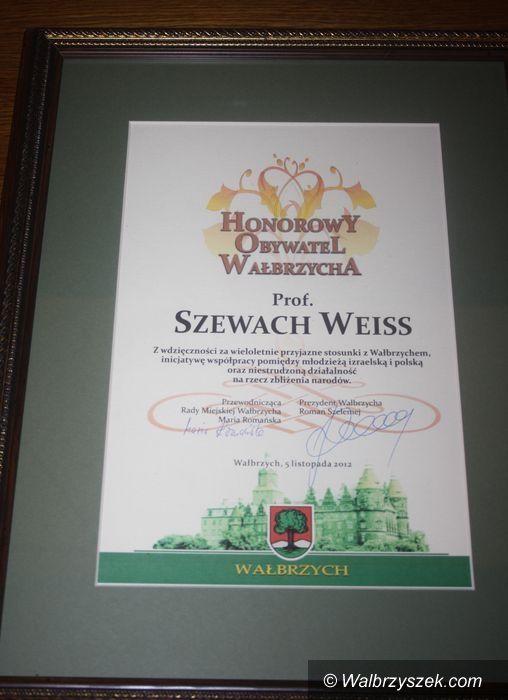 HONOROWY
OBYWATEL
WAŁBRZYCHA
Prof.
SZEWACH WEISS
Z wdzięczności za wieloletnie przyjazne stosunki z Wałbrzychem,
inicjatywę współpracy pomiędzy młodzieżą izraelską i polską
oraz niestrudzoną działalność
na rzecz zbliżenia narodów.
Przewodnicząca
Rady Miejskiej Wałbrzycha
Maria Romańska
Prezydent Wałbrzycha
Roman Szełemej
Wałbrzych, 5 listopada 2012
WAŁBRZYCH
© Walbrzyszek.com